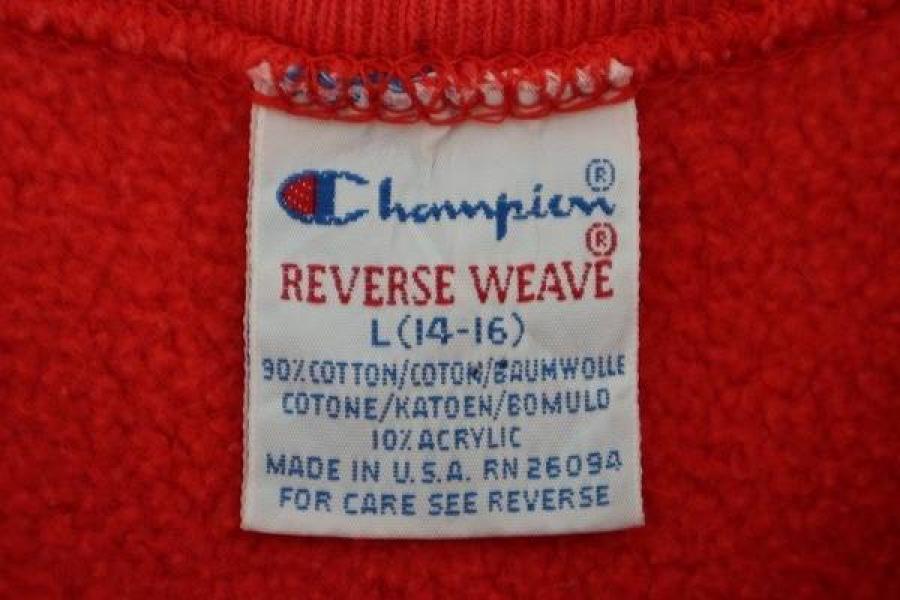 Champion®
REVERSE WEAVE®
L (14-16)
90% COTTON/COTON/BAUMWOLLE
COTONE/KATOEN/BOMULD
10% ACRYLIC
MADE IN U.S.A. RN 26094
FOR CARE SEE REVERSE